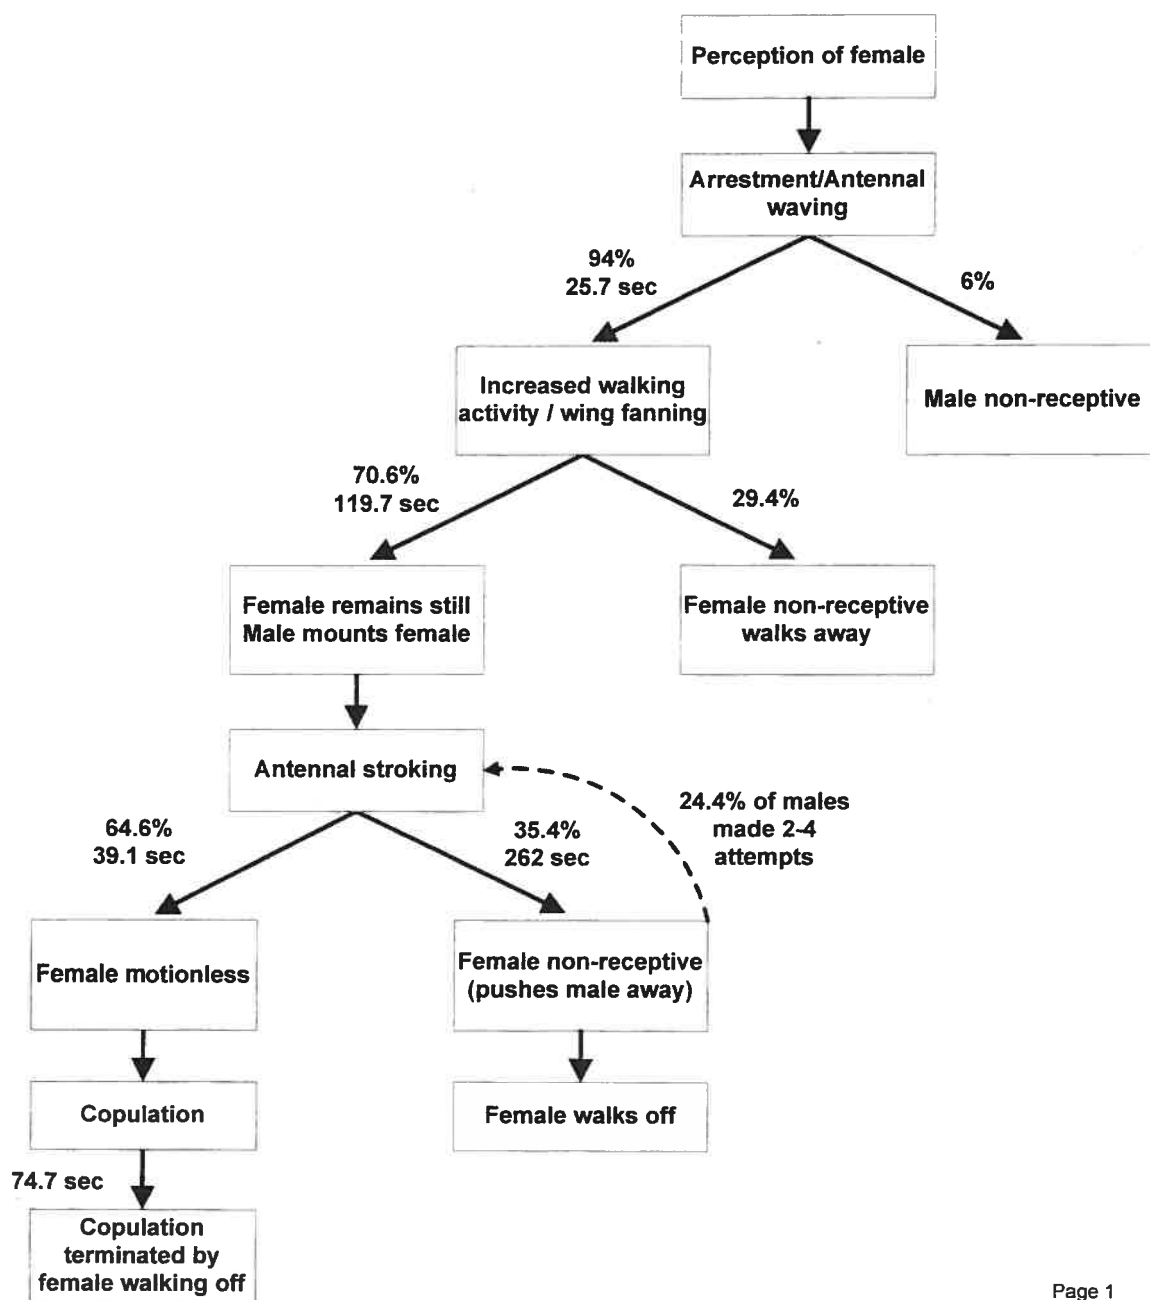 Perception of female
Arrestment/Antennal
waving
94%
25.7 sec
6%
Increased walking
activity / wing fanning
Male non-receptive
70.6%
119.7 sec
29.4%
Female remains still
Male mounts female
Female non-receptive
walks away
Antennal stroking
24.4% of males
made 2-4
attempts
64.6%
39.1 sec
35.4%
262 sec
Female motionless
Female non-receptive
(pushes male away)
Copulation
Female walks off
74.7 sec
Copulation
terminated by
female walking off
Page 1